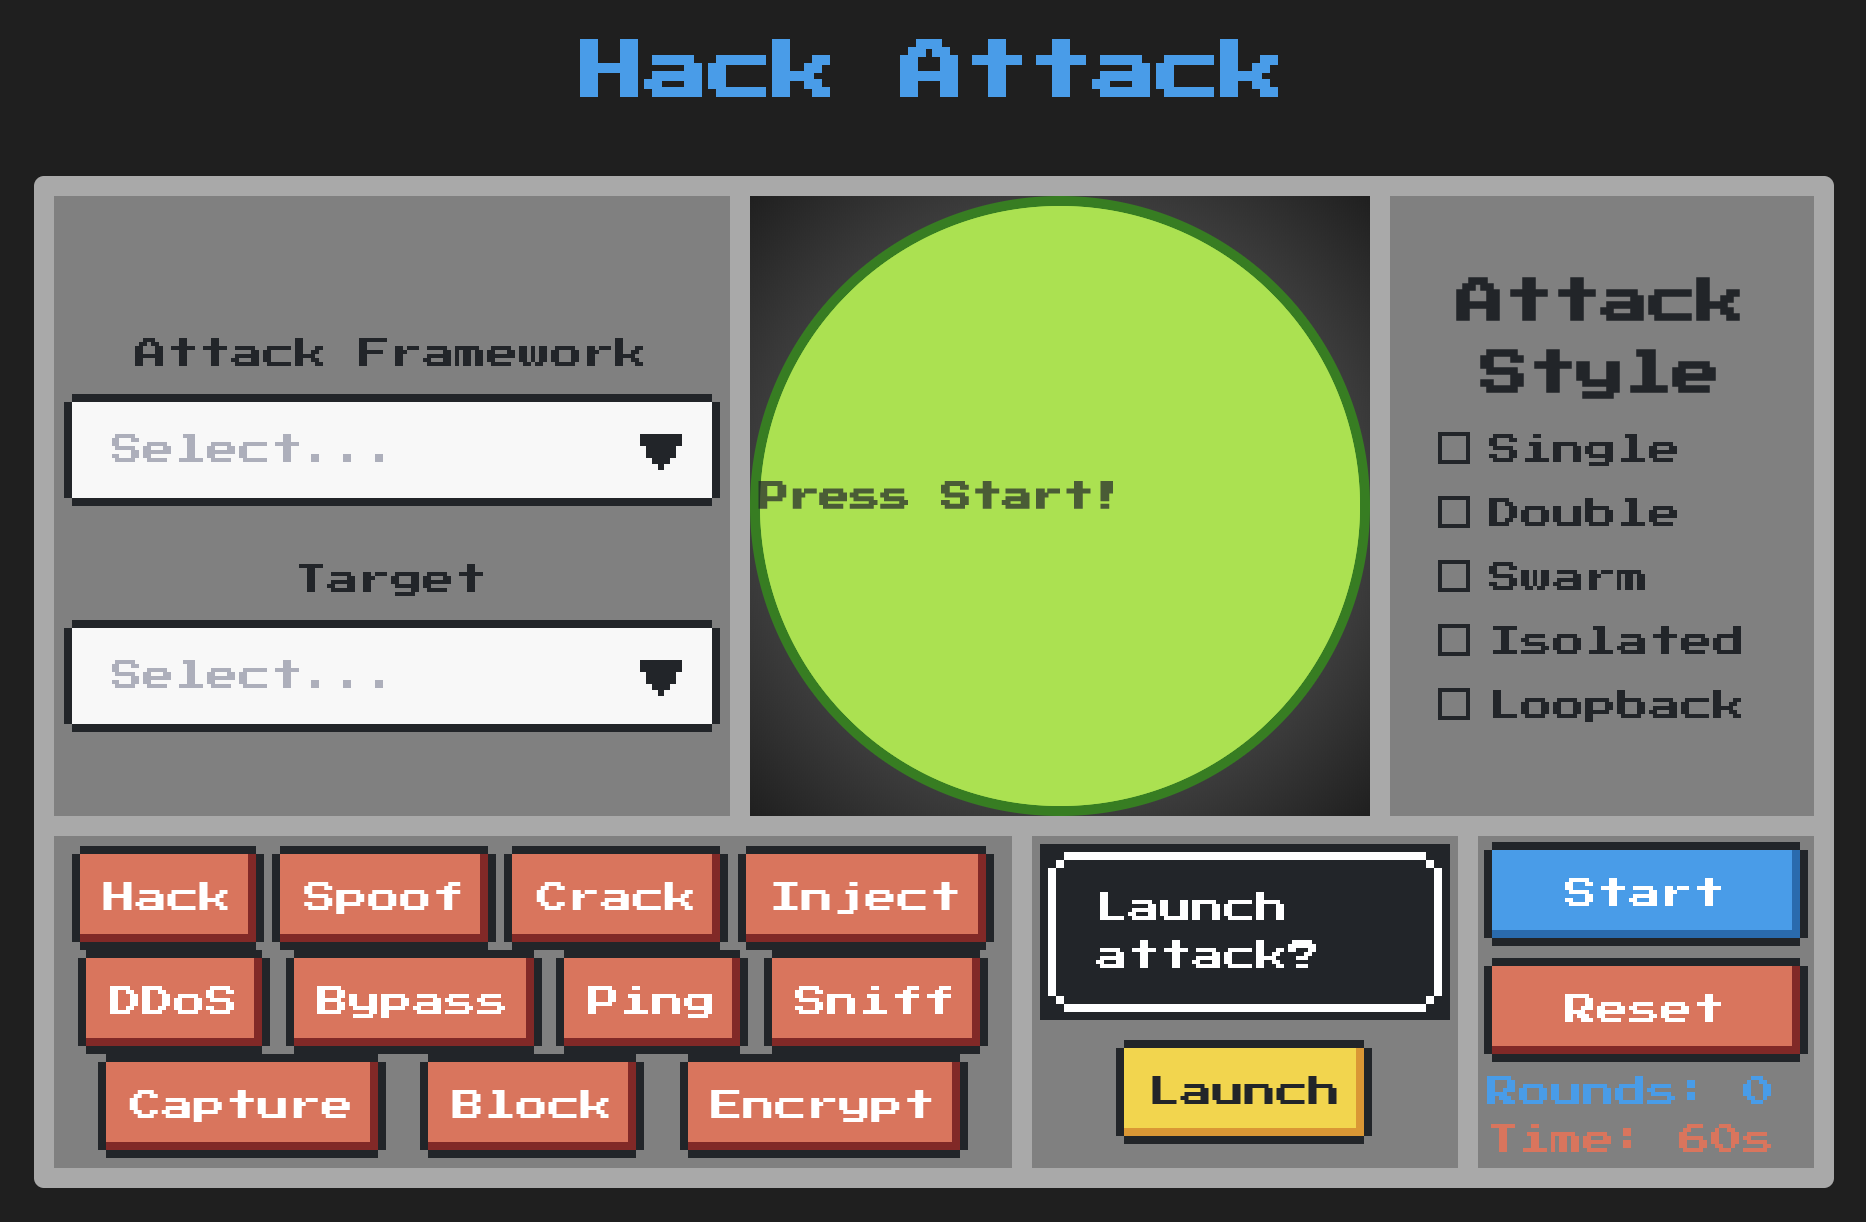 Hack Attack
Attack Framework
Select...
Target
Select...
Press Start!
Attack
Style
Single
Double
Swarm
Isolated
Loopback
Hack Spoof Crack Inject
DDoS Bypass Ping Sniff
Capture Block Encrypt
Launch
attack?
Launch
Start
Reset
Rounds: 0
Time: 60s